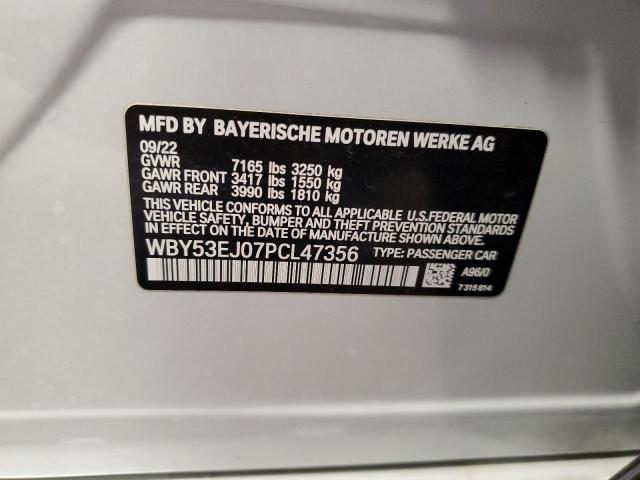 MFD BY BAYERISCHE MOTOREN WERKE AG
09/22
GVWR 7165 lbs 3250 kg
GAWR FRONT 3417 lbs 1550 kg
GAWR REAR 3990 lbs 1810 kg
THIS VEHICLE CONFORMS TO ALL APPLICABLE U.S.FEDERAL MOTOR
VEHICLE SAFETY, BUMPER AND THEFT PREVENTION STANDARDS
IN EFFECT ON THE DATE OF MANUFACTURE SHOWN ABOVE.
WBY53EJ07PCL47356 TYPE: PASSENGER CAR
A96/0
7 315 814